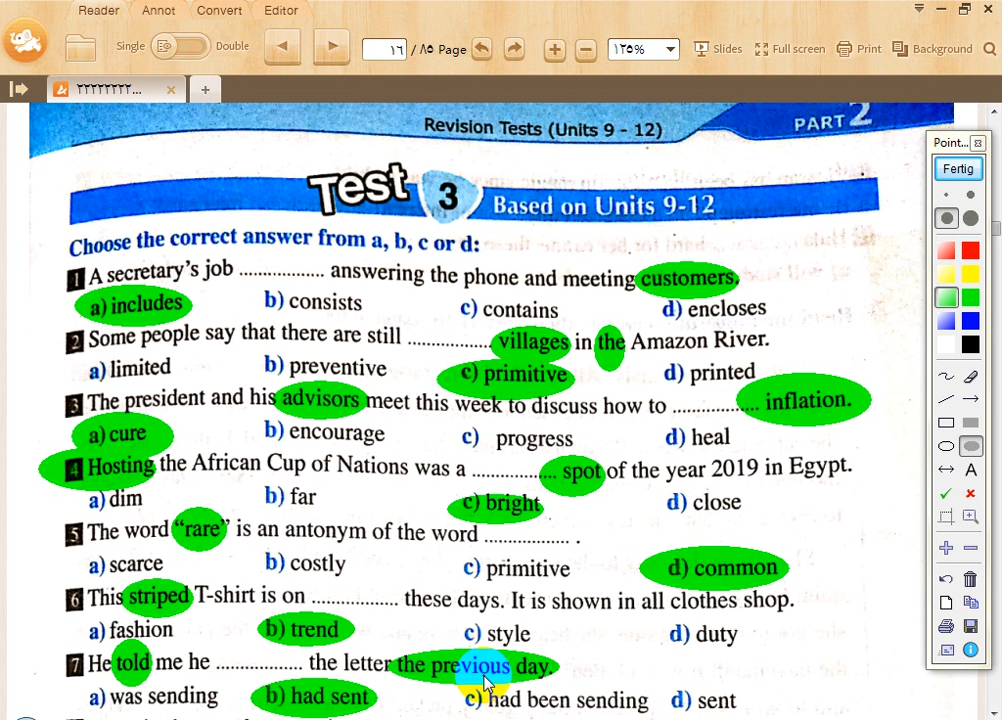 Reader Annot Convert Editor
Single Double ١٦ / ٨٥ Page ١٢٥% Slides Full screen Print Background
٢٢٢٢٢٢٢٢...
Revision Tests (Units 9 - 12) PART 2
Test 3 Based on Units 9-12
Choose the correct answer from a, b, c or d:
1 A secretary's job ................. answering the phone and meeting customers.
a) includes b) consists c) contains d) encloses
2 Some people say that there are still ................. villages in the Amazon River.
a) limited b) preventive c) primitive d) printed
3 The president and his advisors meet this week to discuss how to ................. inflation.
a) cure b) encourage c) progress d) heal
4 Hosting the African Cup of Nations was a ................. spot of the year 2019 in Egypt.
a) dim b) far c) bright d) close
5 The word "rare" is an antonym of the word ................. .
a) scarce b) costly c) primitive d) common
6 This striped T-shirt is on ................. these days. It is shown in all clothes shop.
a) fashion b) trend c) style d) duty
7 He told me he ................. the letter the previous day.
a) was sending b) had sent c) had been sending d) sent
Point...
Fertig
A